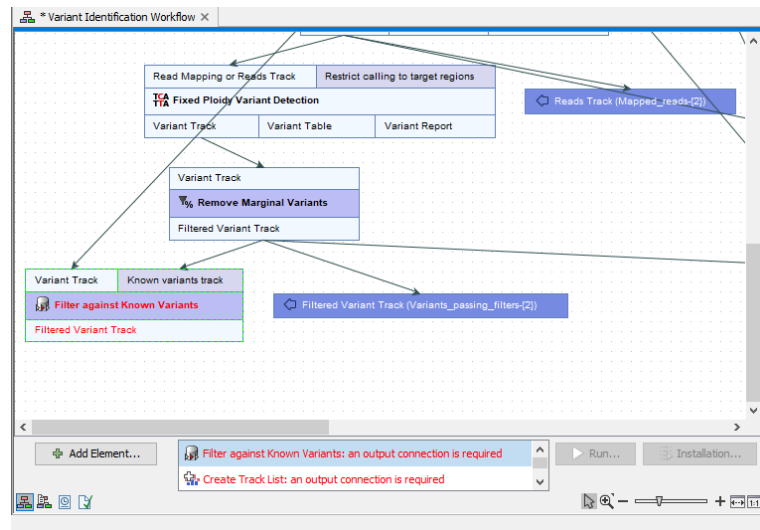 * Variant Identification Workflow
Read Mapping or Reads Track
Restrict calling to target regions
Fixed Ploidy Variant Detection
Reads Track (Mapped_reads-{2})
Variant Track
Variant Table
Variant Report
Variant Track
Remove Marginal Variants
Filtered Variant Track
Variant Track
Known variants track
Filter against Known Variants
Filtered Variant Track (Variants_passing_filters-{2})
Filtered Variant Track
Add Element...
Filter against Known Variants: an output connection is required
Run...
Installation...
Create Track List: an output connection is required
1:1